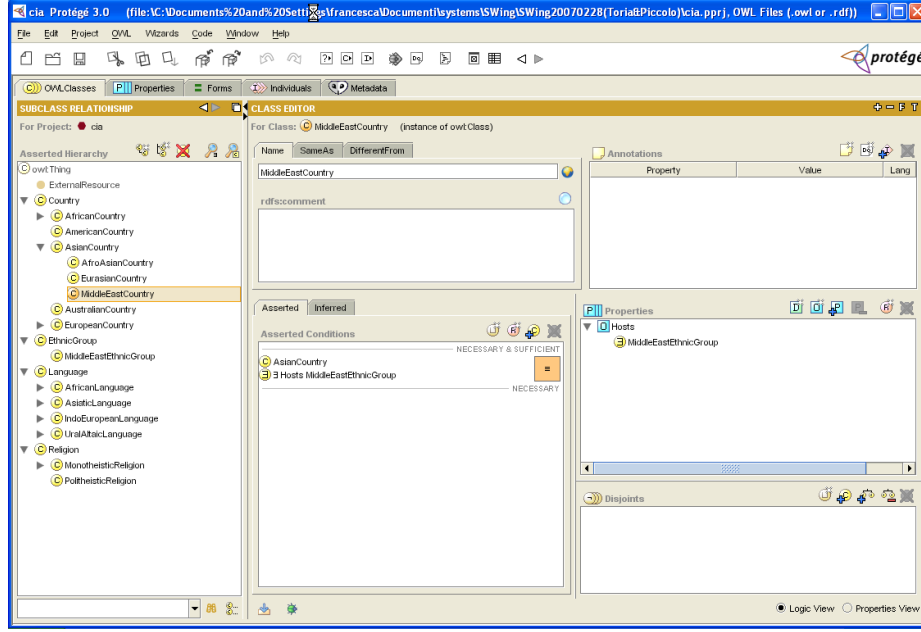 cia Protégé 3.0 (file:\C:\Documents%20and%20Settings\francesca\Documenti\systems\SWing\SWing20070228(Toria&Piccolo)\cia.pprj, OWL Files (.owl or .rdf))
File Edit Project OWL Wizards Code Window Help
protégé
OWLClasses Properties Forms Individuals Metadata
SUBCLASS RELATIONSHIP
For Project: cia
Asserted Hierarchy
owl:Thing
ExternalResource
Country
AfricanCountry
AmericanCountry
AsianCountry
AfroAsianCountry
EurasianCountry
MiddleEastCountry
AustralianCountry
EuropeanCountry
EthnicGroup
MiddleEastEthnicGroup
Language
AfricanLanguage
AsiaticLanguage
IndoEuropeanLanguage
UralAltaicLanguage
Religion
MonotheisticReligion
PolitheisticReligion
CLASS EDITOR
For Class: MiddleEastCountry (instance of owl:Class)
Name SameAs DifferentFrom
MiddleEastCountry
rdfs:comment
Annotations
Property Value Lang
Asserted Inferred
Asserted Conditions
NECESSARY & SUFFICIENT
AsianCountry
∃ Hosts MiddleEastEthnicGroup
NECESSARY
Properties
Hosts
MiddleEastEthnicGroup
Disjoints
Logic View Properties View